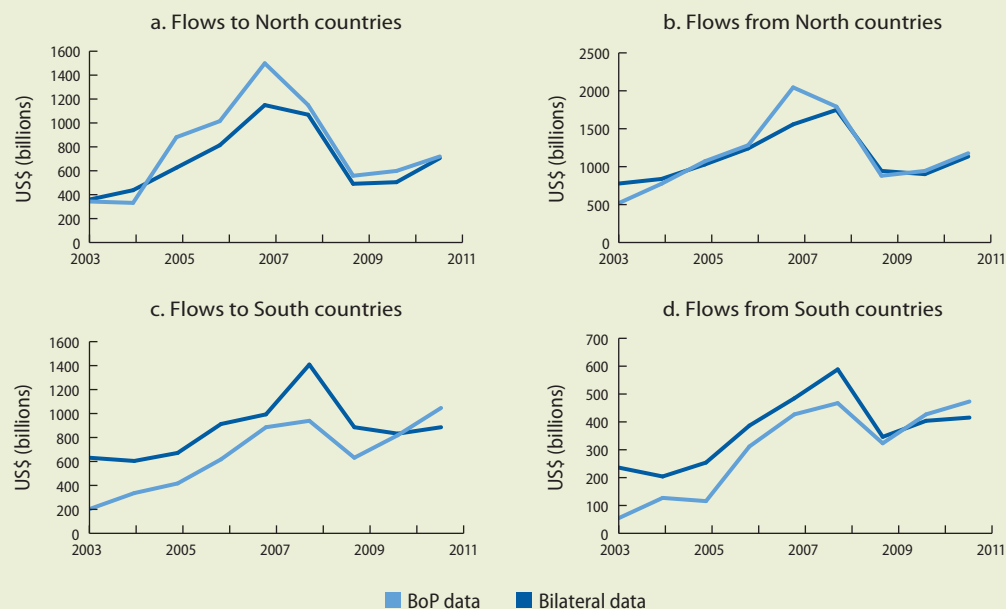 a. Flows to North countries
US$ (billions)
1600
1400
1200
1000
800
600
400
200
0
2003 2005 2007 2009 2011
b. Flows from North countries
US$ (billions)
2500
2000
1500
1000
500
0
2003 2005 2007 2009 2011
c. Flows to South countries
US$ (billions)
1600
1400
1200
1000
800
600
400
200
0
2003 2005 2007 2009 2011
d. Flows from South countries
US$ (billions)
700
600
500
400
300
200
100
0
2003 2005 2007 2009 2011
BoP data Bilateral data